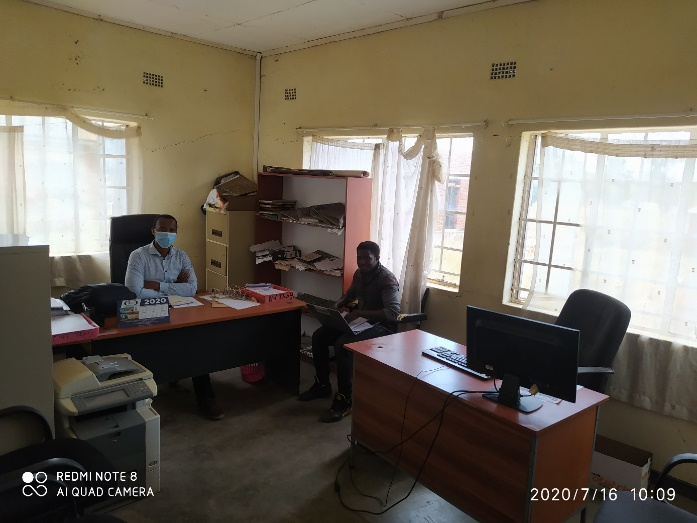 2020
REDMI NOTE 8
AI QUAD CAMERA
2020/7/16 10:09